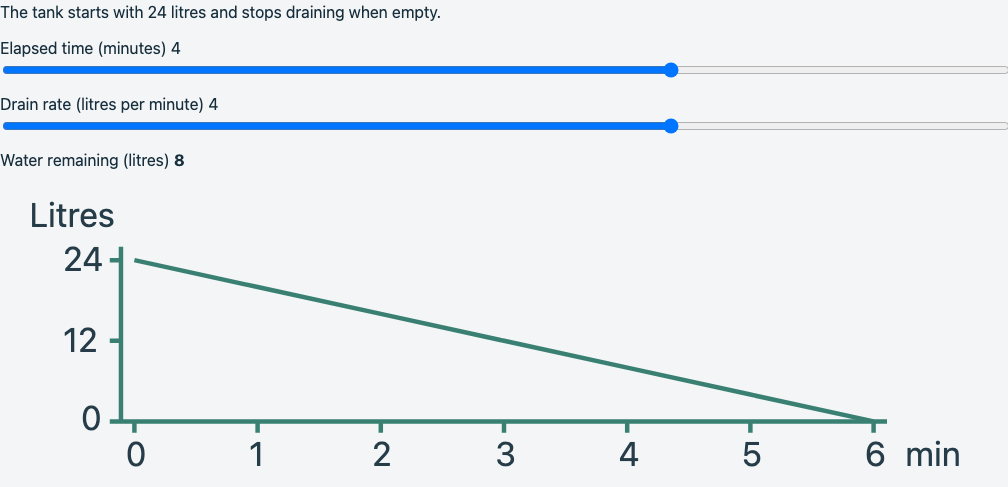 The tank starts with 24 litres and stops draining when empty.
Elapsed time (minutes) 4
Drain rate (litres per minute) 4
Water remaining (litres) 8
Litres
24
12
0
0 1 2 3 4 5 6 min